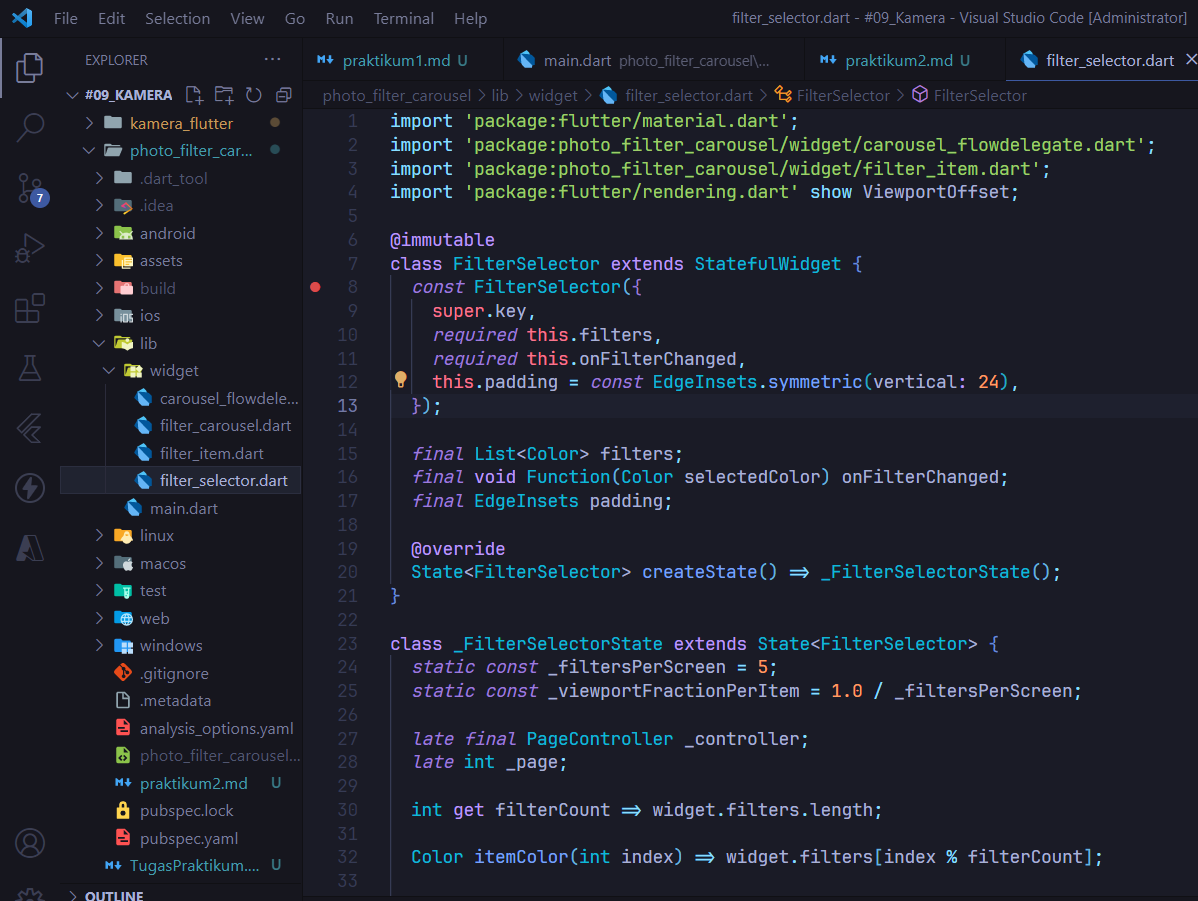 File Edit Selection View Go Run Terminal Help
filter_selector.dart - #09_Kamera - Visual Studio Code [Administrator]
EXPLORER ···
praktikum1.md U
main.dart photo_filter_carousel\...
praktikum2.md U
filter_selector.dart
#09_KAMERA
photo_filter_carousel > lib > widget > filter_selector.dart > FilterSelector > FilterSelector
kamera_flutter
photo_filter_car...
.dart_tool
.idea
android
assets
build
ios
lib
widget
carousel_flowdele...
filter_carousel.dart
filter_item.dart
filter_selector.dart
main.dart
linux
macos
test
web
windows
.gitignore
.metadata
analysis_options.yaml
photo_filter_carousel...
praktikum2.md U
pubspec.lock
pubspec.yaml
TugasPraktikum.... U
OUTLINE
7
1 import 'package:flutter/material.dart';
2 import 'package:photo_filter_carousel/widget/carousel_flowdelegate.dart';
3 import 'package:photo_filter_carousel/widget/filter_item.dart';
4 import 'package:flutter/rendering.dart' show ViewportOffset;
5
6 @immutable
7 class FilterSelector extends StatefulWidget {
8 const FilterSelector({
9 super.key,
10 required this.filters,
11 required this.onFilterChanged,
12 this.padding = const EdgeInsets.symmetric(vertical: 24),
13 });
14
15 final List<Color> filters;
16 final void Function(Color selectedColor) onFilterChanged;
17 final EdgeInsets padding;
18
19 @override
20 State<FilterSelector> createState() => _FilterSelectorState();
21 }
22
23 class _FilterSelectorState extends State<FilterSelector> {
24 static const _filtersPerScreen = 5;
25 static const _viewportFractionPerItem = 1.0 / _filtersPerScreen;
26
27 late final PageController _controller;
28 late int _page;
29
30 int get filterCount => widget.filters.length;
31
32 Color itemColor(int index) => widget.filters[index % filterCount];
33